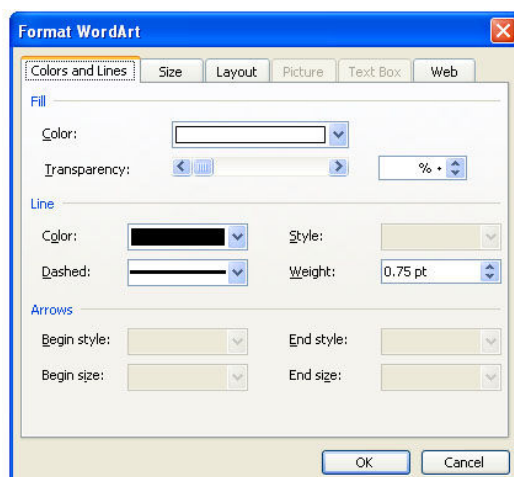 Format WordArt
Colors and Lines Size Layout Picture Text Box Web
Fill
Color:
Transparency: % •
Line
Color: Style:
Dashed: Weight: 0.75 pt
Arrows
Begin style: End style:
Begin size: End size:
OK Cancel